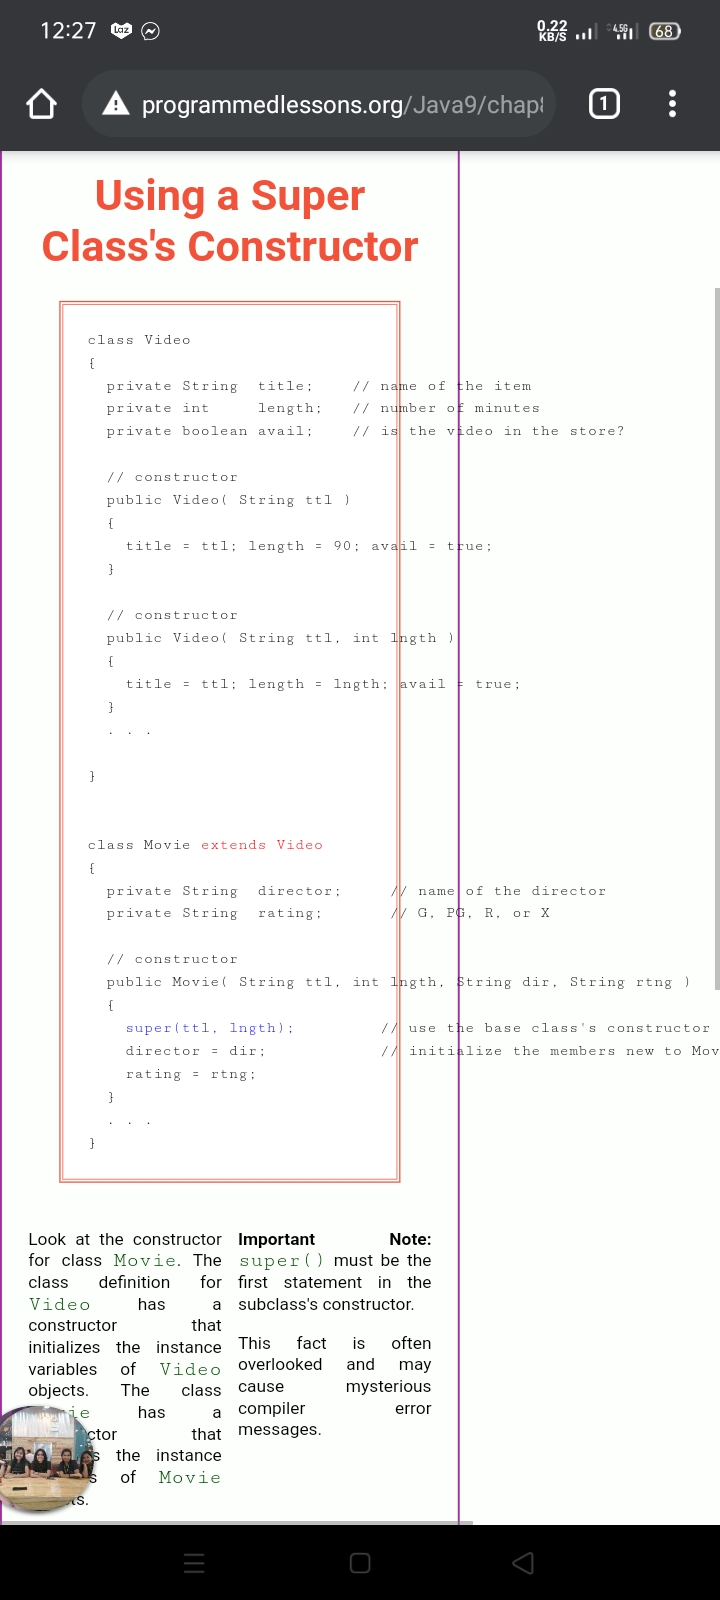 12:27
Laz
0.22
KB/S
4.5G
68
programmedlessons.org/Java9/chap
1
Using a Super
Class's Constructor
class Video
{
private String title; // name of the item
private int length; // number of minutes
private boolean avail; // is the video in the store?
// constructor
public Video( String ttl )
{
title = ttl; length = 90; avail = true;
}
// constructor
public Video( String ttl, int lngth )
{
title = ttl; length = lngth; avail = true;
}
. . .
}
class Movie extends Video
{
private String director; // name of the director
private String rating; // G, PG, R, or X
// constructor
public Movie( String ttl, int lngth, String dir, String rtng )
{
super(ttl, lngth); // use the base class's constructor
director = dir; // initialize the members new to Mov
rating = rtng;
}
. . .
}
Look at the constructor
for class Movie. The
class definition for
Video has a
constructor that
initializes the instance
variables of Video
objects. The class
ie has a
ctor that
s the instance
s of Movie
ts.
Important Note:
super() must be the
first statement in the
subclass's constructor.
This fact is often
overlooked and may
cause mysterious
compiler error
messages.